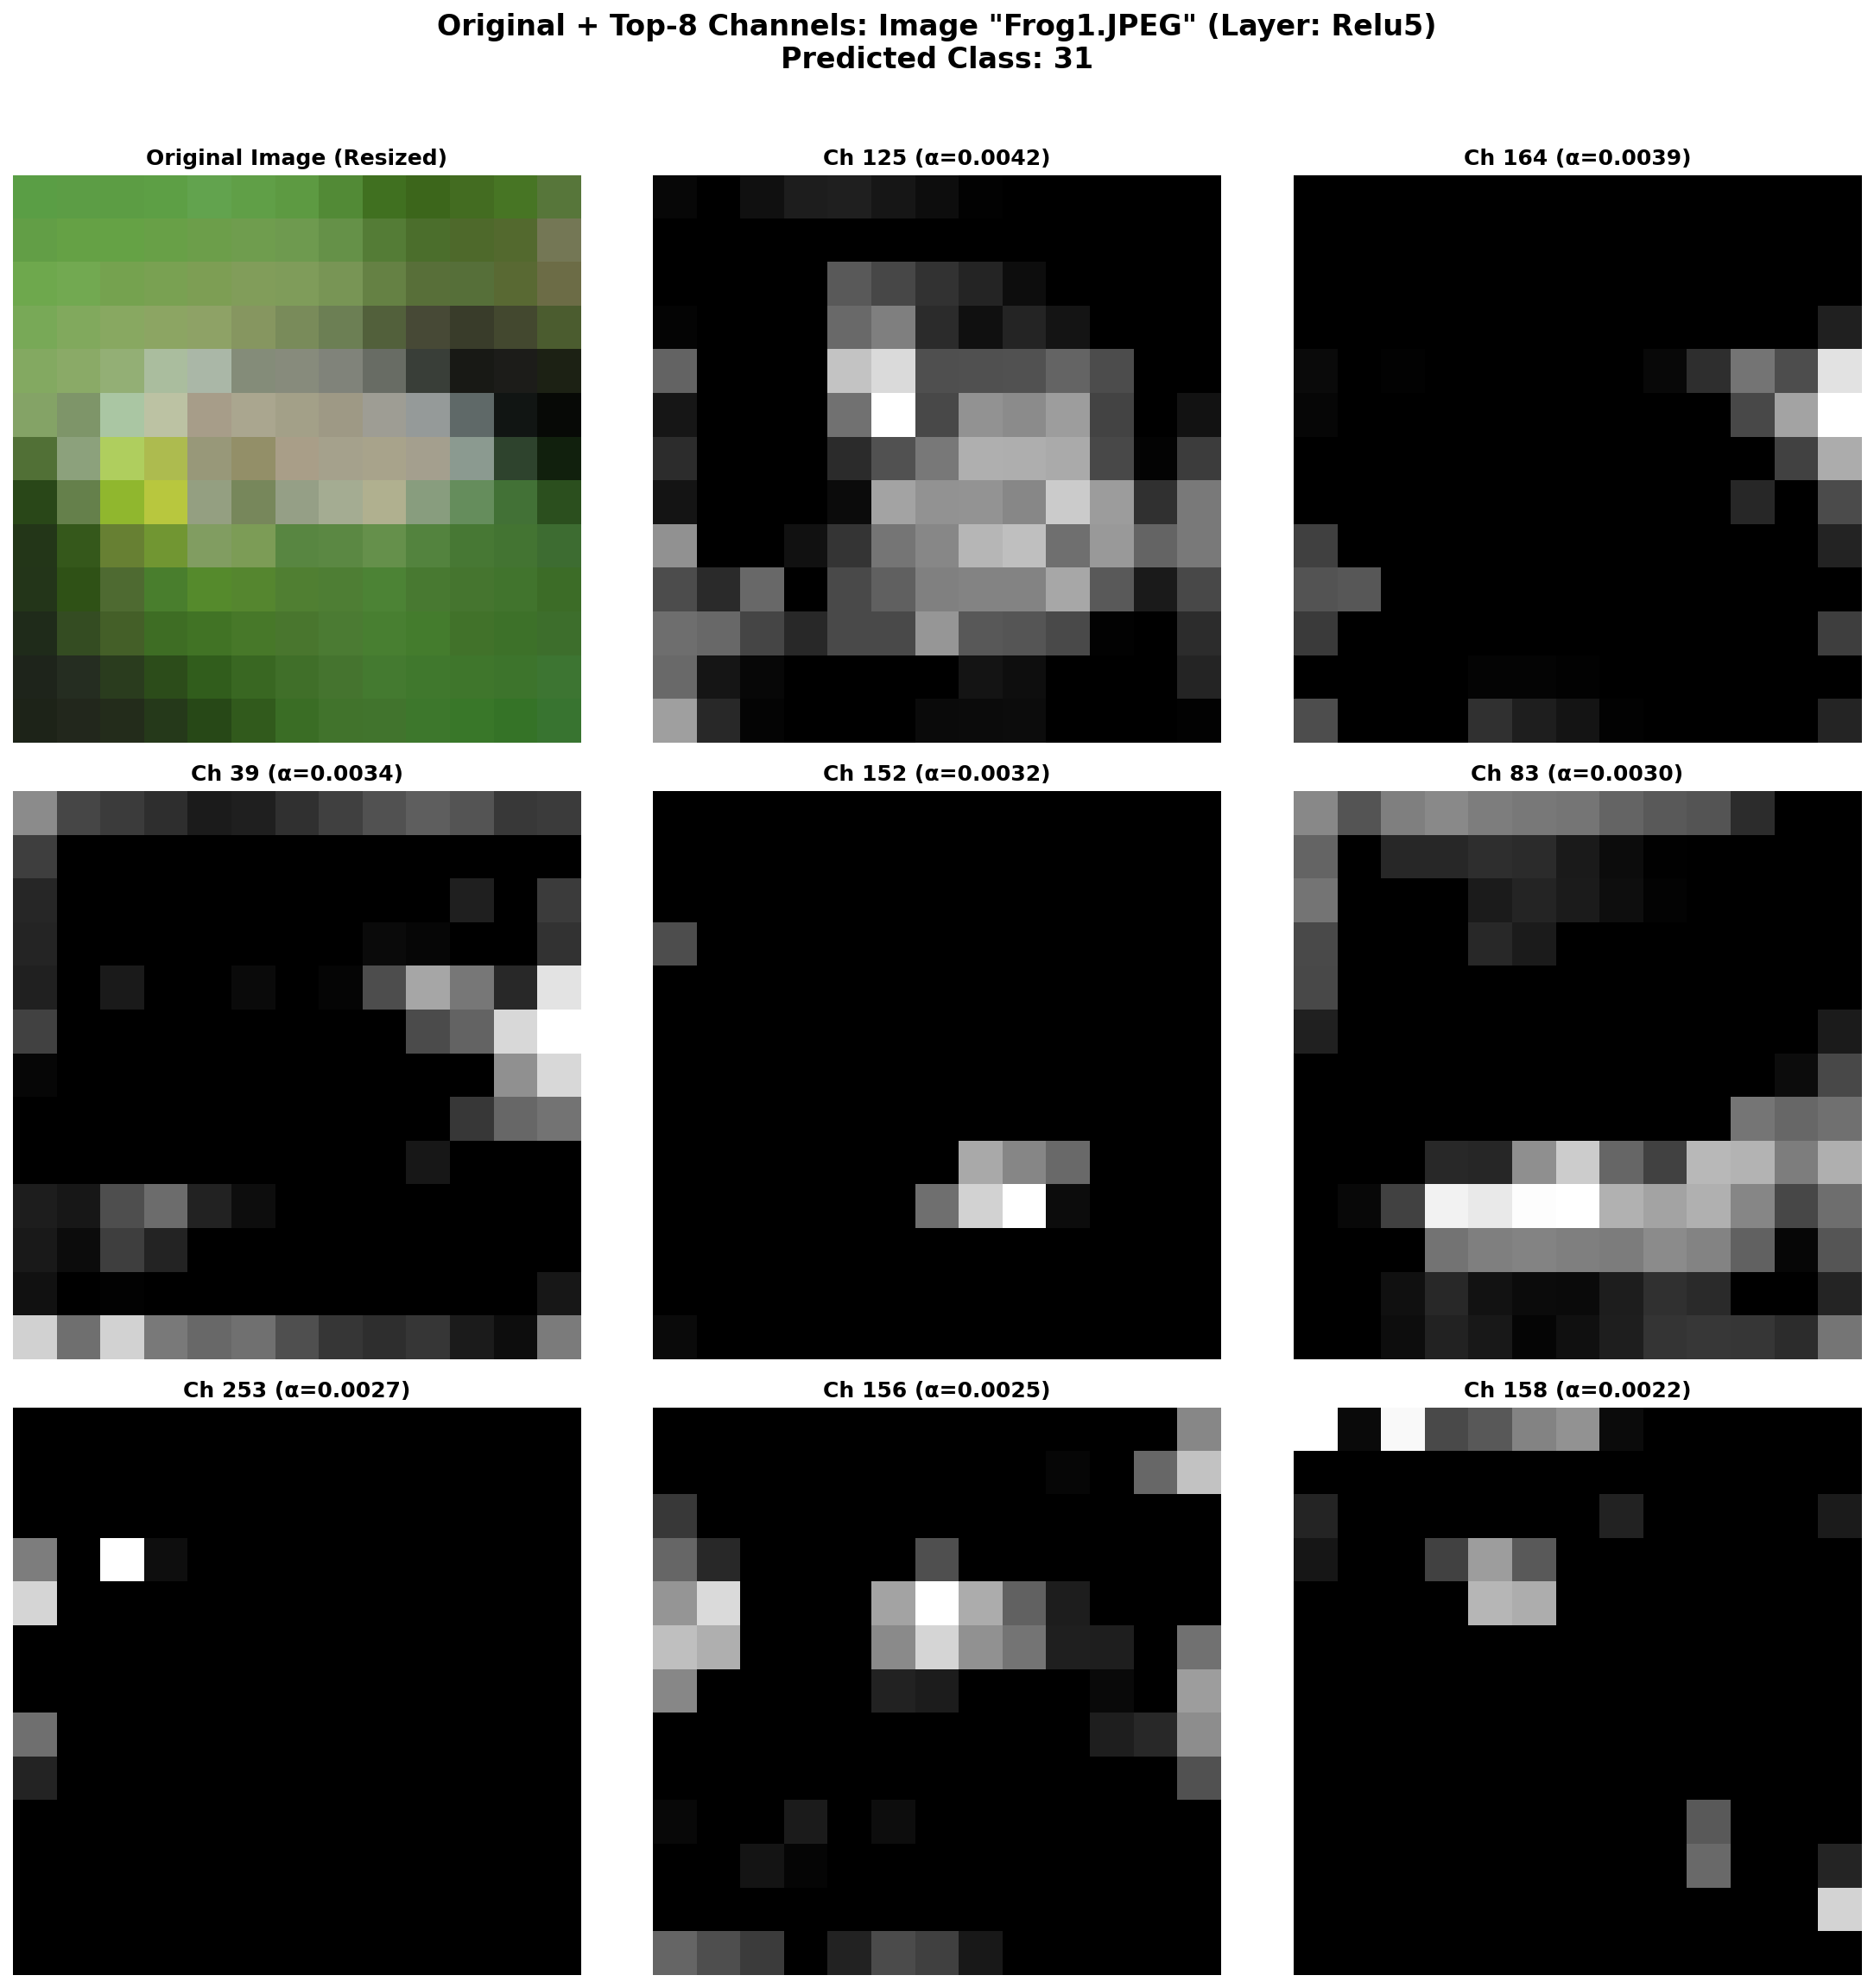 Original + Top-8 Channels: Image "Frog1.JPEG" (Layer: Relu5)
Predicted Class: 31
Original Image (Resized)
Ch 125 (α=0.0042)
Ch 164 (α=0.0039)
Ch 39 (α=0.0034)
Ch 152 (α=0.0032)
Ch 83 (α=0.0030)
Ch 253 (α=0.0027)
Ch 156 (α=0.0025)
Ch 158 (α=0.0022)